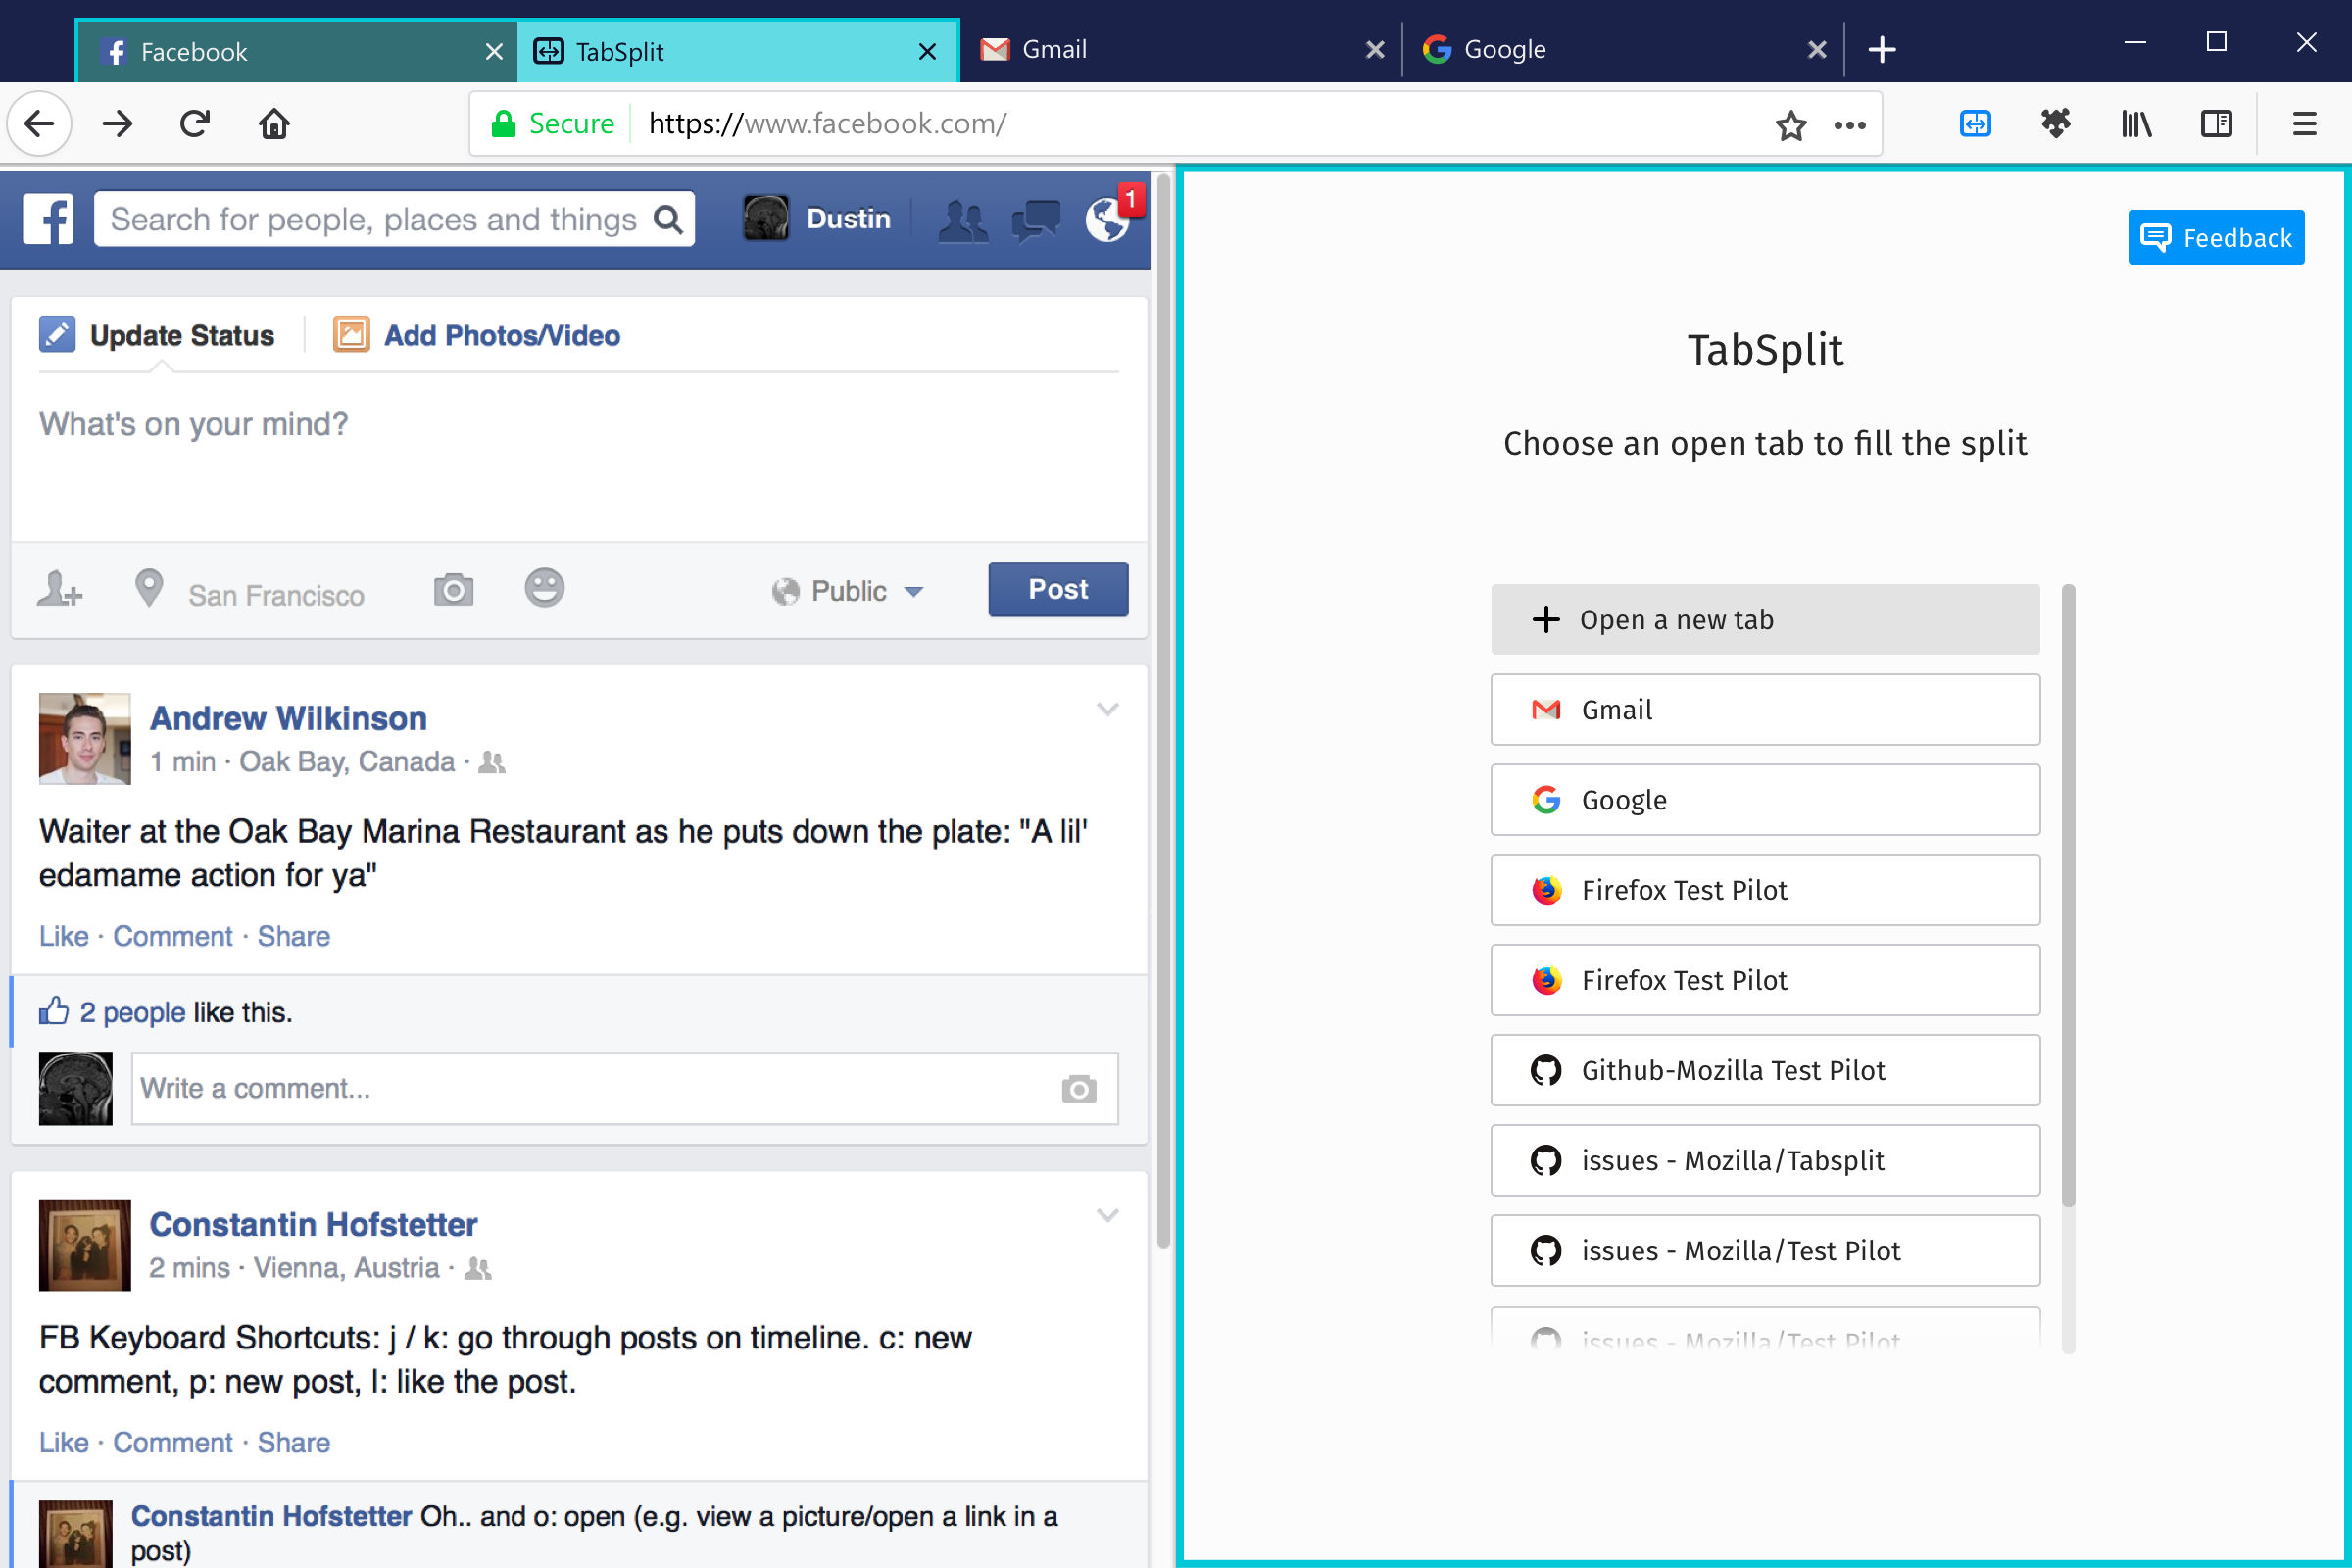 Facebook
TabSplit
Gmail
Google
Secure
https://www.facebook.com/
Search for people, places and things
Dustin
1
Update Status
Add Photos/Video
What's on your mind?
San Francisco
Public
Post
Andrew Wilkinson
1 min · Oak Bay, Canada ·
Waiter at the Oak Bay Marina Restaurant as he puts down the plate: "A lil'
edamame action for ya"
Like · Comment · Share
2 people like this.
Write a comment...
Constantin Hofstetter
2 mins · Vienna, Austria ·
FB Keyboard Shortcuts: j / k: go through posts on timeline. c: new
comment, p: new post, l: like the post.
Like · Comment · Share
Constantin Hofstetter Oh.. and o: open (e.g. view a picture/open a link in a
post)
Feedback
TabSplit
Choose an open tab to fill the split
Open a new tab
Gmail
Google
Firefox Test Pilot
Firefox Test Pilot
Github-Mozilla Test Pilot
issues - Mozilla/Tabsplit
issues - Mozilla/Test Pilot
issues - Mozilla/Test Pilot